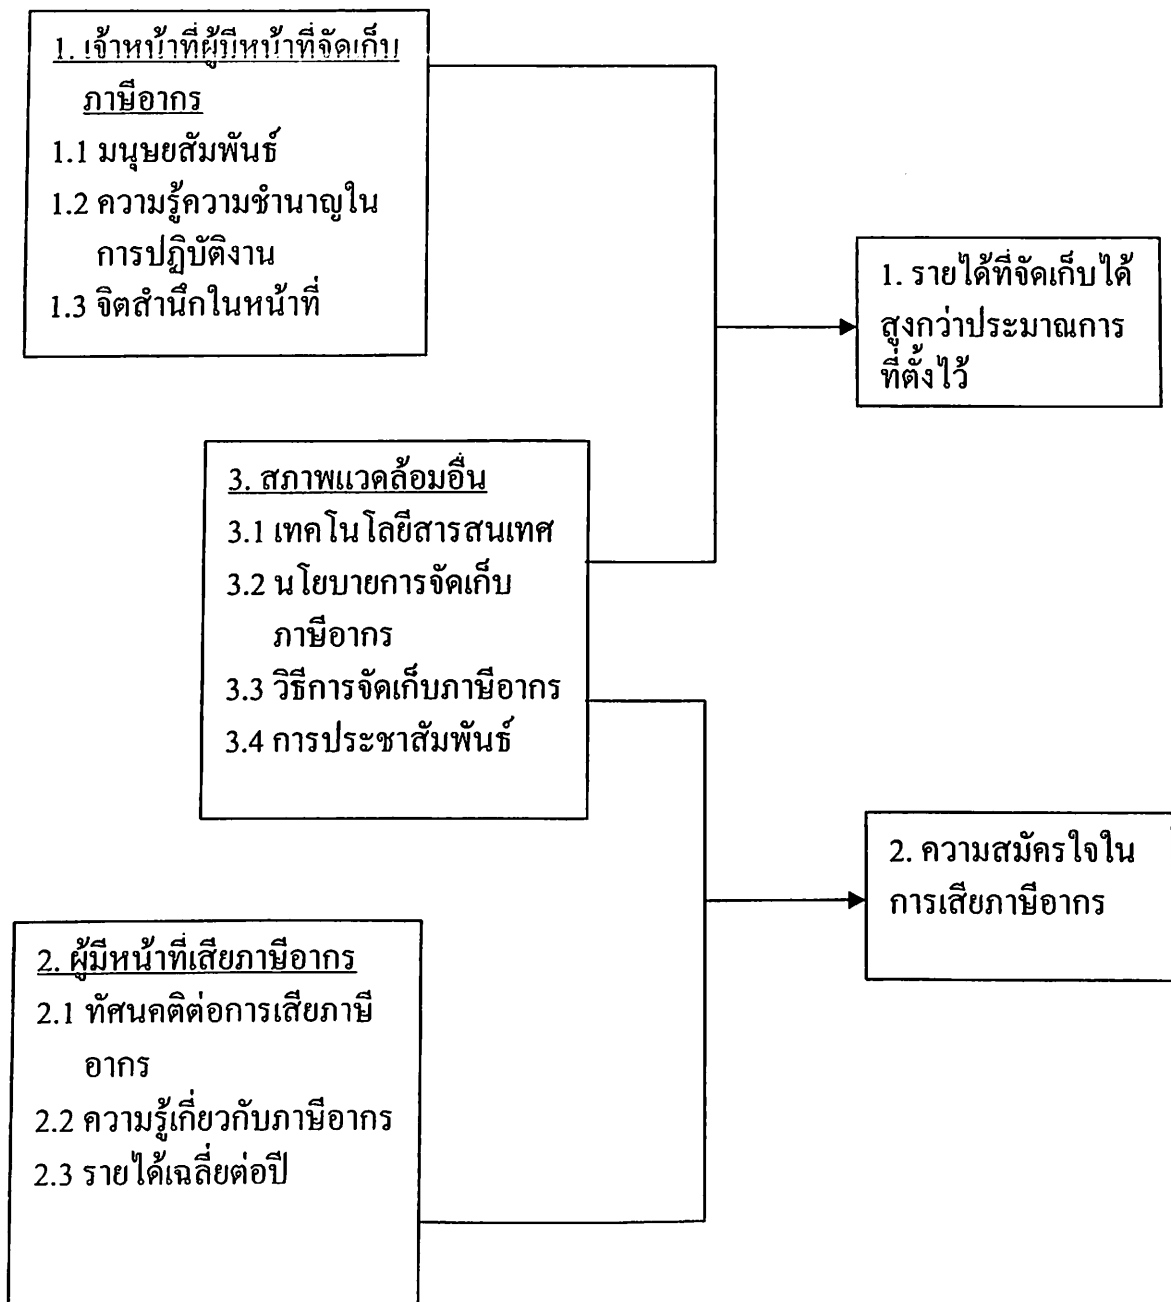 1. เจ้าหน้าที่ผู้มีหน้าที่จัดเก็บ
ภาษีอากร
1.1 มนุษยสัมพันธ์
1.2 ความรู้ความชำนาญใน
การปฏิบัติงาน
1.3 จิตสำนึกในหน้าที่
1. รายได้ที่จัดเก็บได้
สูงกว่าประมาณการ
ที่ตั้งไว้
3. สภาพแวดล้อมอื่น
3.1 เทคโนโลยีสารสนเทศ
3.2 นโยบายการจัดเก็บ
ภาษีอากร
3.3 วิธีการจัดเก็บภาษีอากร
3.4 การประชาสัมพันธ์
2. ความสมัครใจใน
การเสียภาษีอากร
2. ผู้มีหน้าที่เสียภาษีอากร
2.1 ทัศนคติต่อการเสียภาษี
อากร
2.2 ความรู้เกี่ยวกับภาษีอากร
2.3 รายได้เฉลี่ยต่อปี